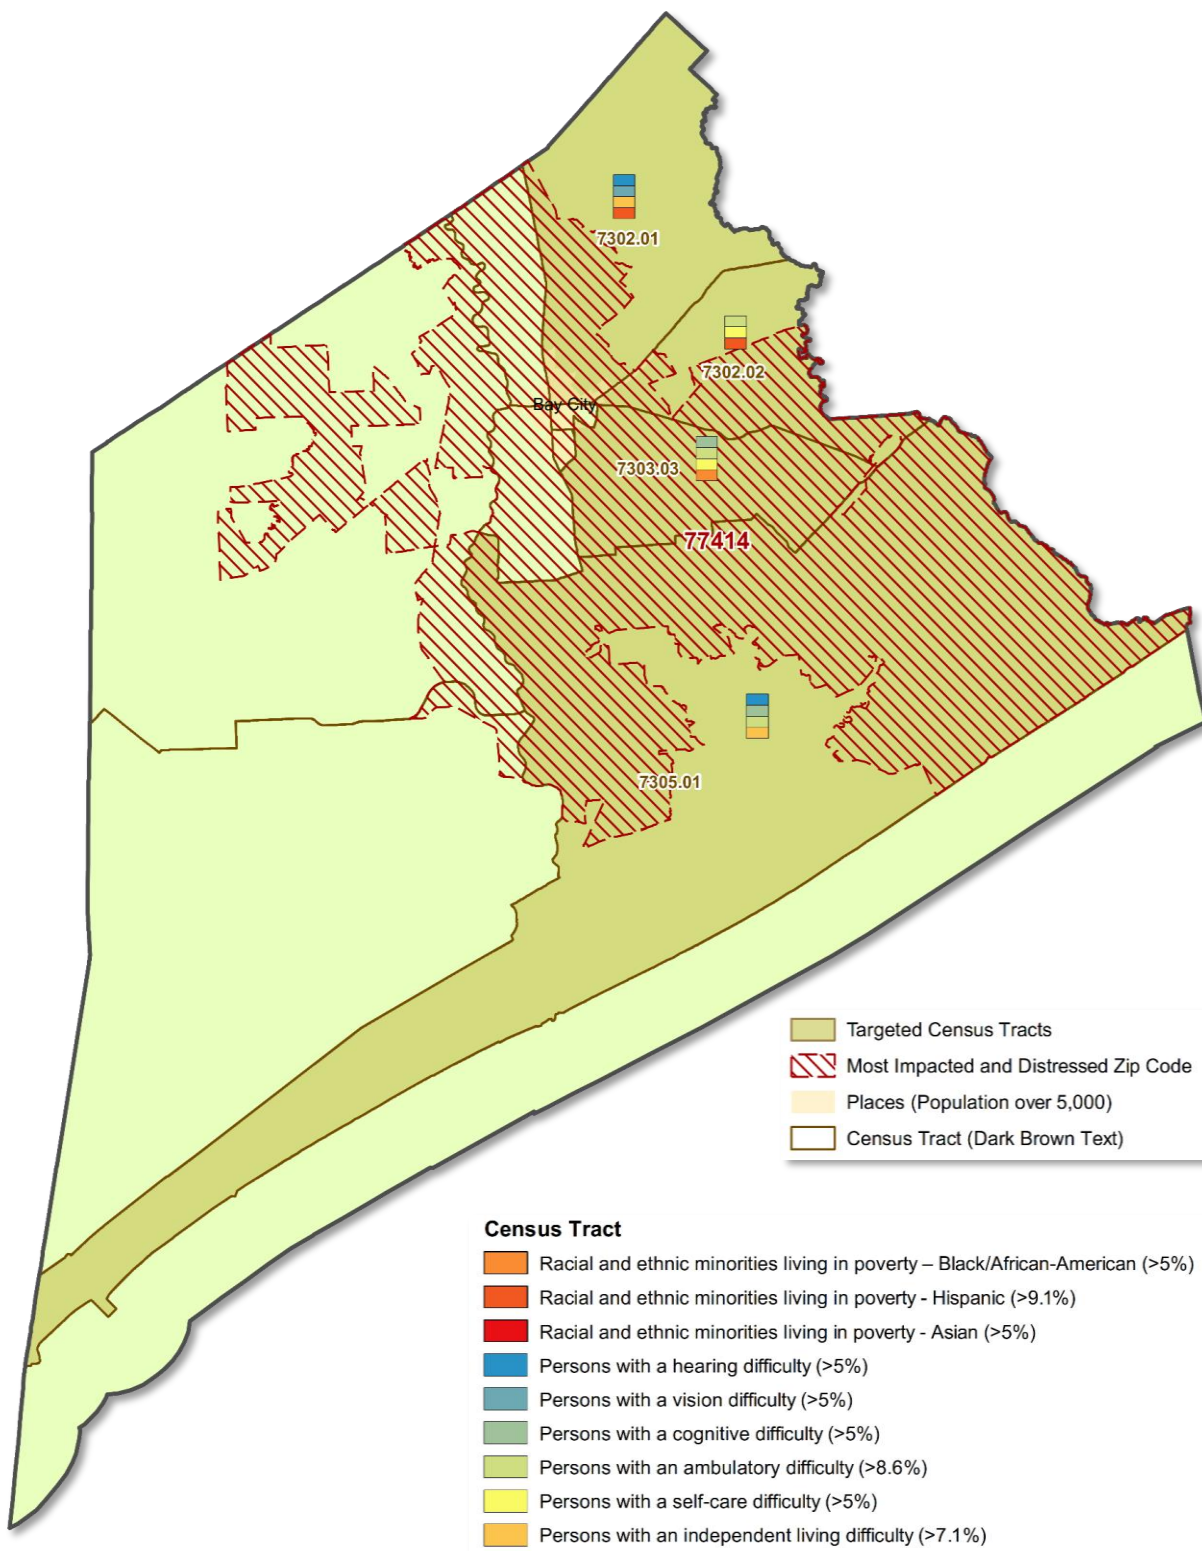 7302.01
7302.02
Bay City
7303.03
77414
7305.01
Targeted Census Tracts
Most Impacted and Distressed Zip Code
Places (Population over 5,000)
Census Tract (Dark Brown Text)
Census Tract
Racial and ethnic minorities living in poverty – Black/African-American (>5%)
Racial and ethnic minorities living in poverty - Hispanic (>9.1%)
Racial and ethnic minorities living in poverty - Asian (>5%)
Persons with a hearing difficulty (>5%)
Persons with a vision difficulty (>5%)
Persons with a cognitive difficulty (>5%)
Persons with an ambulatory difficulty (>8.6%)
Persons with a self-care difficulty (>5%)
Persons with an independent living difficulty (>7.1%)